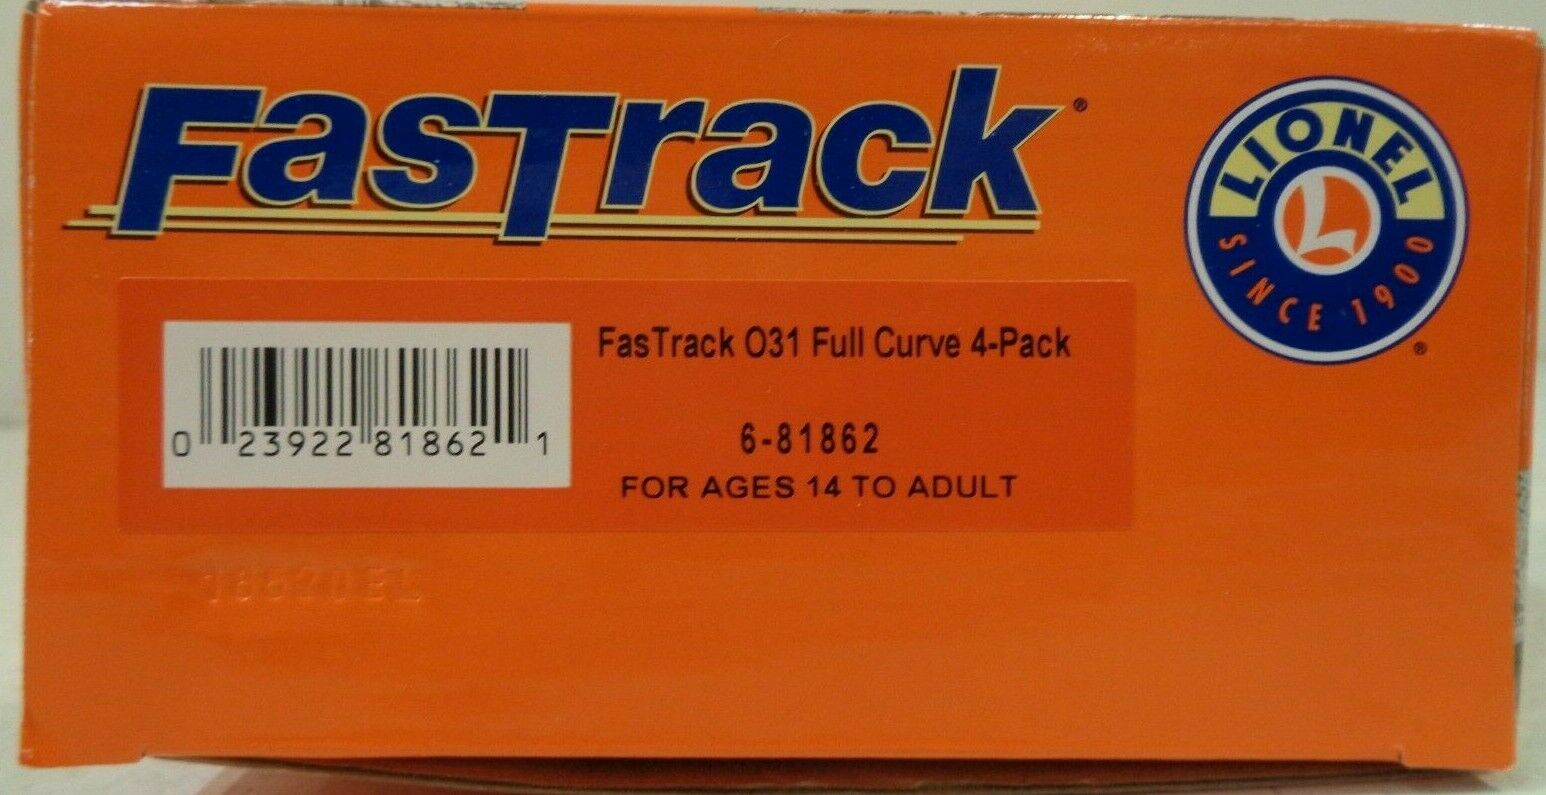 FasTrack®
LIONEL
SINCE 1900
®
FasTrack O31 Full Curve 4-Pack
0 23922 81862 1
6-81862
FOR AGES 14 TO ADULT